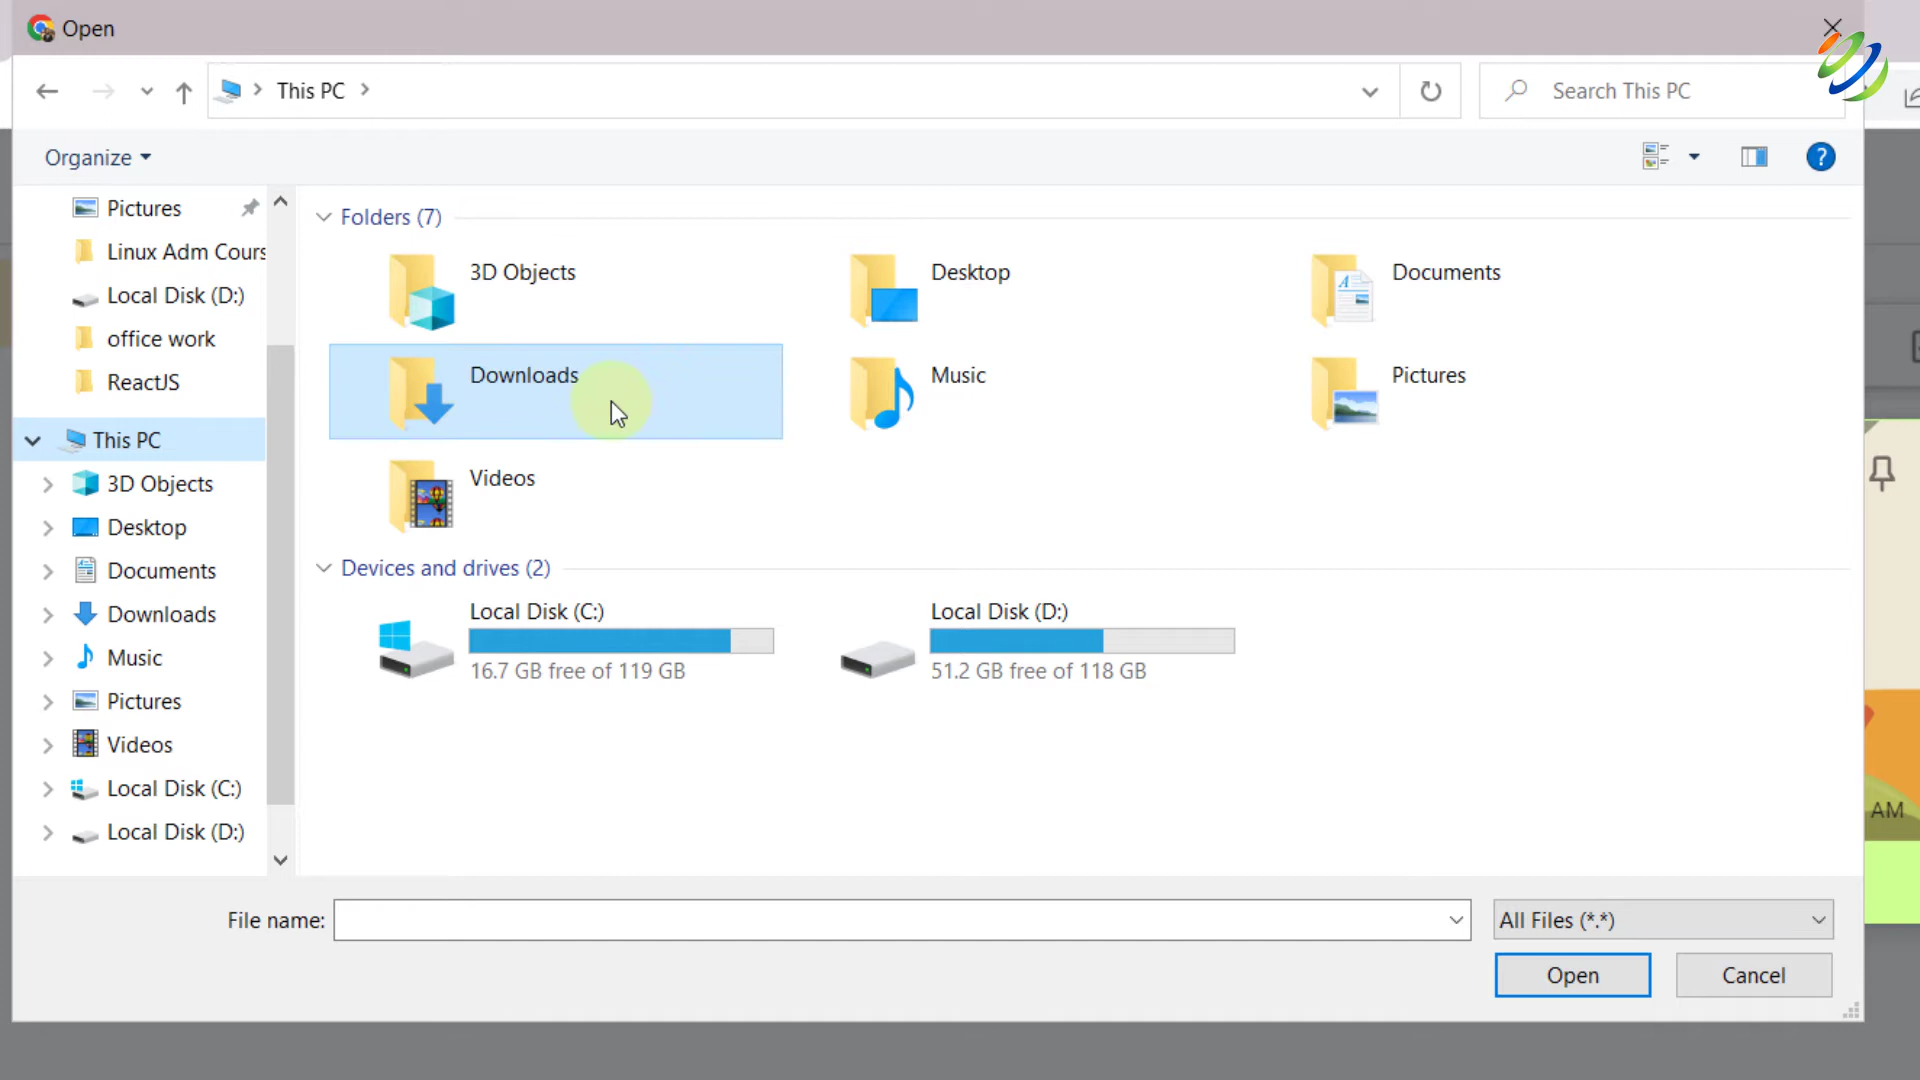 Open
This PC
Search This PC
Organize
?
Pictures
Linux Adm Cours
Local Disk (D:)
office work
ReactJS
This PC
3D Objects
Desktop
Documents
Downloads
Music
Pictures
Videos
Local Disk (C:)
Local Disk (D:)
Folders (7)
3D Objects
Desktop
Documents
Downloads
Music
Pictures
Videos
Devices and drives (2)
Local Disk (C:)
16.7 GB free of 119 GB
Local Disk (D:)
51.2 GB free of 118 GB
AM
File name:
All Files (*.*)
Open
Cancel